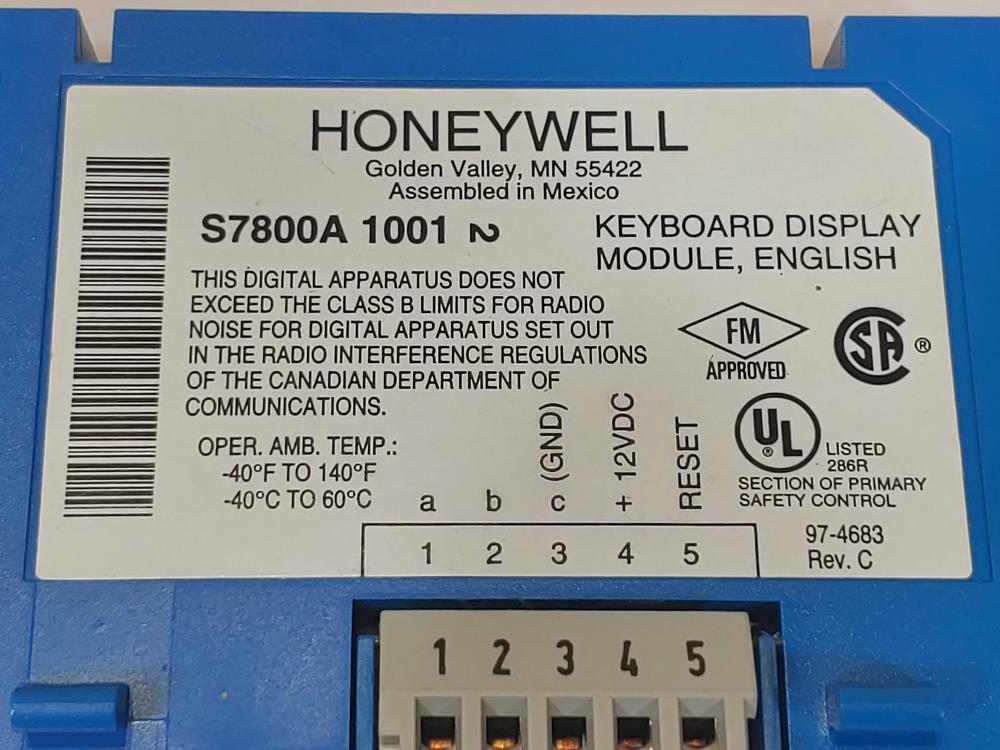 HONEYWELL
Golden Valley, MN 55422
Assembled in Mexico
S7800A 1001 2
KEYBOARD DISPLAY
MODULE, ENGLISH
THIS DIGITAL APPARATUS DOES NOT
EXCEED THE CLASS B LIMITS FOR RADIO
NOISE FOR DIGITAL APPARATUS SET OUT
IN THE RADIO INTERFERENCE REGULATIONS
OF THE CANADIAN DEPARTMENT OF
COMMUNICATIONS.
FM
APPROVED
CSA ®
UL ®
LISTED
286R
SECTION OF PRIMARY
SAFETY CONTROL
OPER. AMB. TEMP.:
-40°F TO 140°F
-40°C TO 60°C
a b c (GND) + 12VDC RESET
1 2 3 4 5
97-4683
Rev. C
1 2 3 4 5